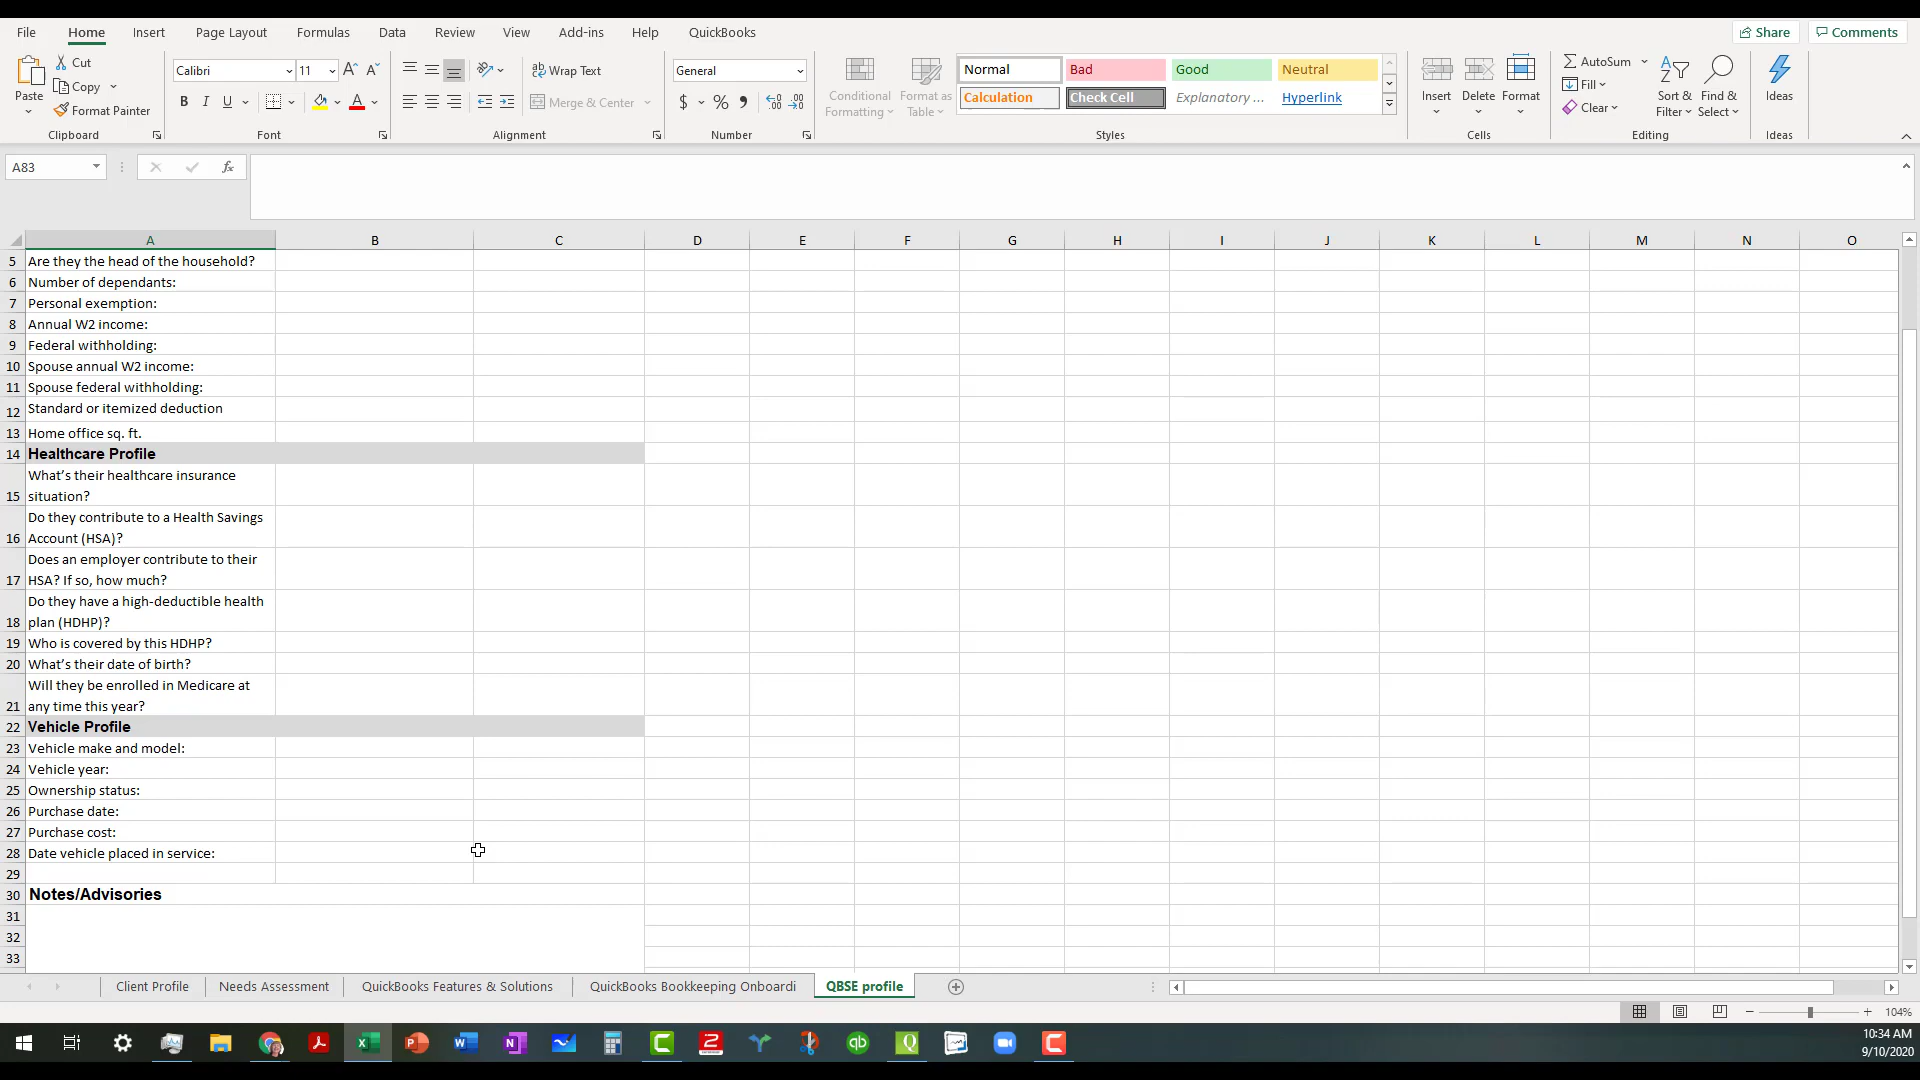 File Home Insert Page Layout Formulas Data Review View Add-ins Help QuickBooks Share Comments
Paste Cut Copy Format Painter
Calibri 11
B I U A
Wrap Text
Merge & Center
General
$ % 9
Conditional Formatting
Format as Table
Normal Bad Good Neutral
Calculation Check Cell Explanatory ... Hyperlink
Insert Delete Format
AutoSum
Fill
Clear
Sort & Filter
Find & Select
Ideas
Clipboard Font Alignment Number Styles Cells Editing Ideas
A83 fx
A B C D E F G H I J K L M N O
5 Are they the head of the household?
6 Number of dependants:
7 Personal exemption:
8 Annual W2 income:
9 Federal withholding:
10 Spouse annual W2 income:
11 Spouse federal withholding:
12 Standard or itemized deduction
13 Home office sq. ft.
14 Healthcare Profile
What's their healthcare insurance
15 situation?
Do they contribute to a Health Savings
16 Account (HSA)?
Does an employer contribute to their
17 HSA? If so, how much?
Do they have a high-deductible health
18 plan (HDHP)?
19 Who is covered by this HDHP?
20 What's their date of birth?
Will they be enrolled in Medicare at
21 any time this year?
22 Vehicle Profile
23 Vehicle make and model:
24 Vehicle year:
25 Ownership status:
26 Purchase date:
27 Purchase cost:
28 Date vehicle placed in service:
29
30 Notes/Advisories
31
32
33
Client Profile Needs Assessment QuickBooks Features & Solutions QuickBooks Bookkeeping Onboardi QBSE profile
104%
10:34 AM
9/10/2020